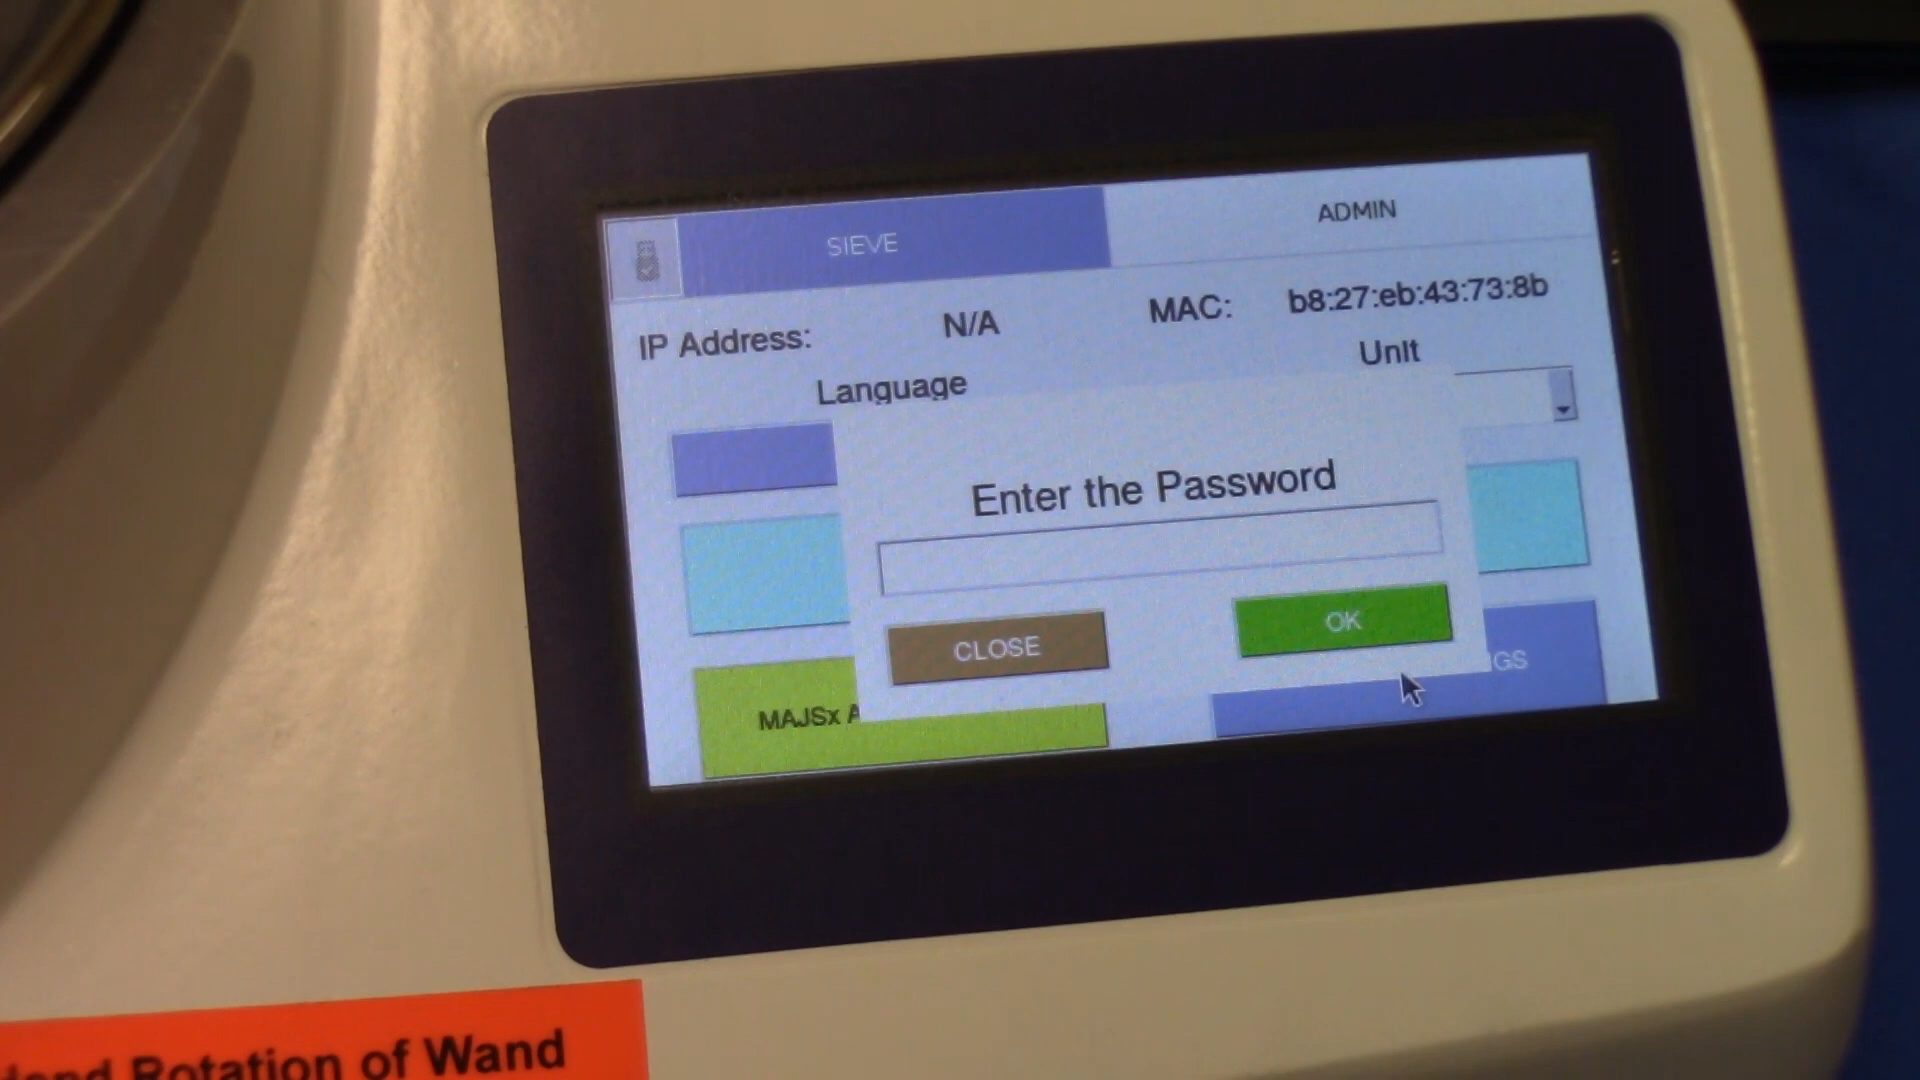 SIEVE
ADMIN
IP Address: N/A MAC: b8:27:eb:43:73:8b
Language
Unit
Enter the Password
CLOSE
OK
MAJSx
Rotation of Wand